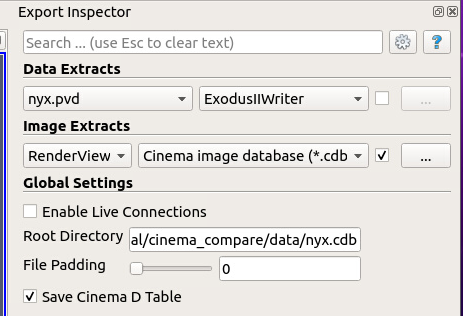 Export Inspector
Search ... (use Esc to clear text)
?
Data Extracts
nyx.pvd ExodusIIWriter ...
Image Extracts
RenderView Cinema image database (*.cdb ...
Global Settings
Enable Live Connections
Root Directory al/cinema_compare/data/nyx.cdb
File Padding 0
Save Cinema D Table